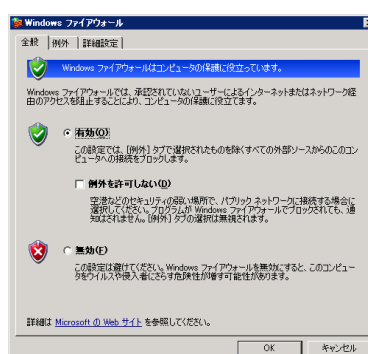 Windows ファイアウォール
全般 例外 詳細設定
Windows ファイアウォールはコンピュータの保護に役立っています。
Windows ファイアウォールでは、承認されていないユーザーによるインターネットまたはネットワーク経
由のアクセスを阻止することにより、コンピュータの保護に役立てます。
有効(O)
この設定では、[例外] タブで選択されたものを除くすべての外部ソースからのこのコン
ピュータへの接続をブロックします。
例外を許可しない(D)
空港などのセキュリティの弱い場所で、パブリック ネットワークに接続する場合に
選択してください。プログラムが Windows ファイアウォールでブロックされても、通
知はされません。[例外] タブの選択は無視されます。
無効(F)
この設定は避けてください。Windows ファイアウォールを無効にすると、このコンピュー
タをウイルスや侵入者にさらす危険性が増す可能性があります。
詳細は Microsoft の Web サイト を参照してください。
OK キャンセル